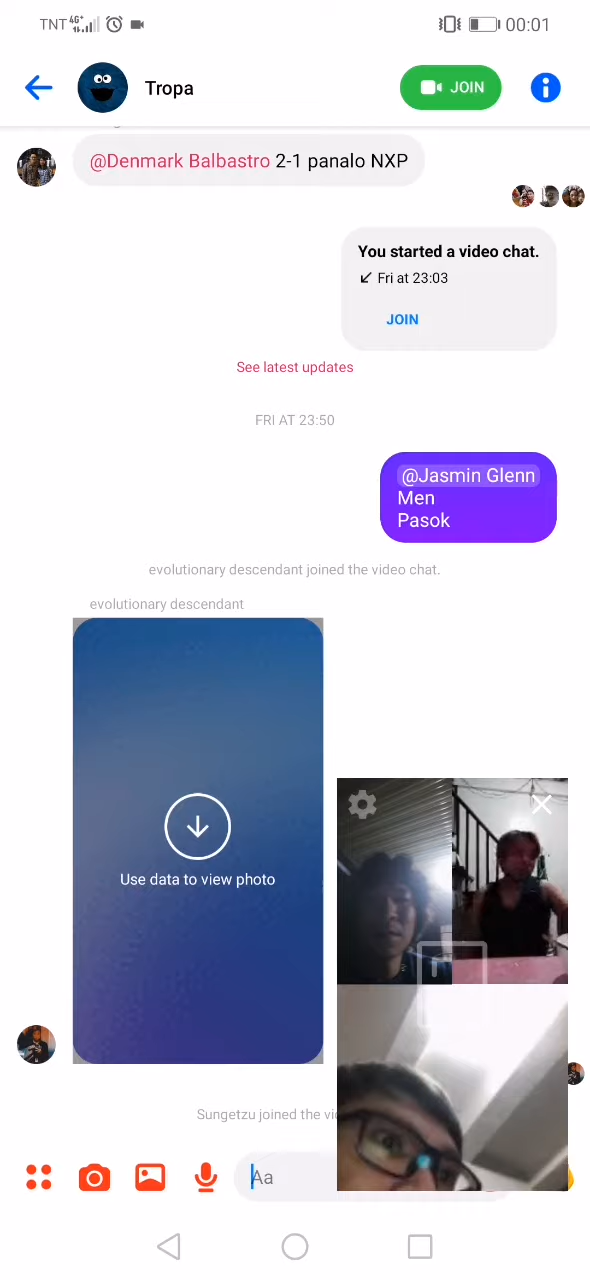 TNT 4G+ 00:01
Tropa
JOIN
@Denmark Balbastro 2-1 panalo NXP
You started a video chat.
↙ Fri at 23:03
JOIN
See latest updates
FRI AT 23:50
@Jasmin Glenn
Men
Pasok
evolutionary descendant joined the video chat.
evolutionary descendant
Use data to view photo
Sungetzu joined the
Aa